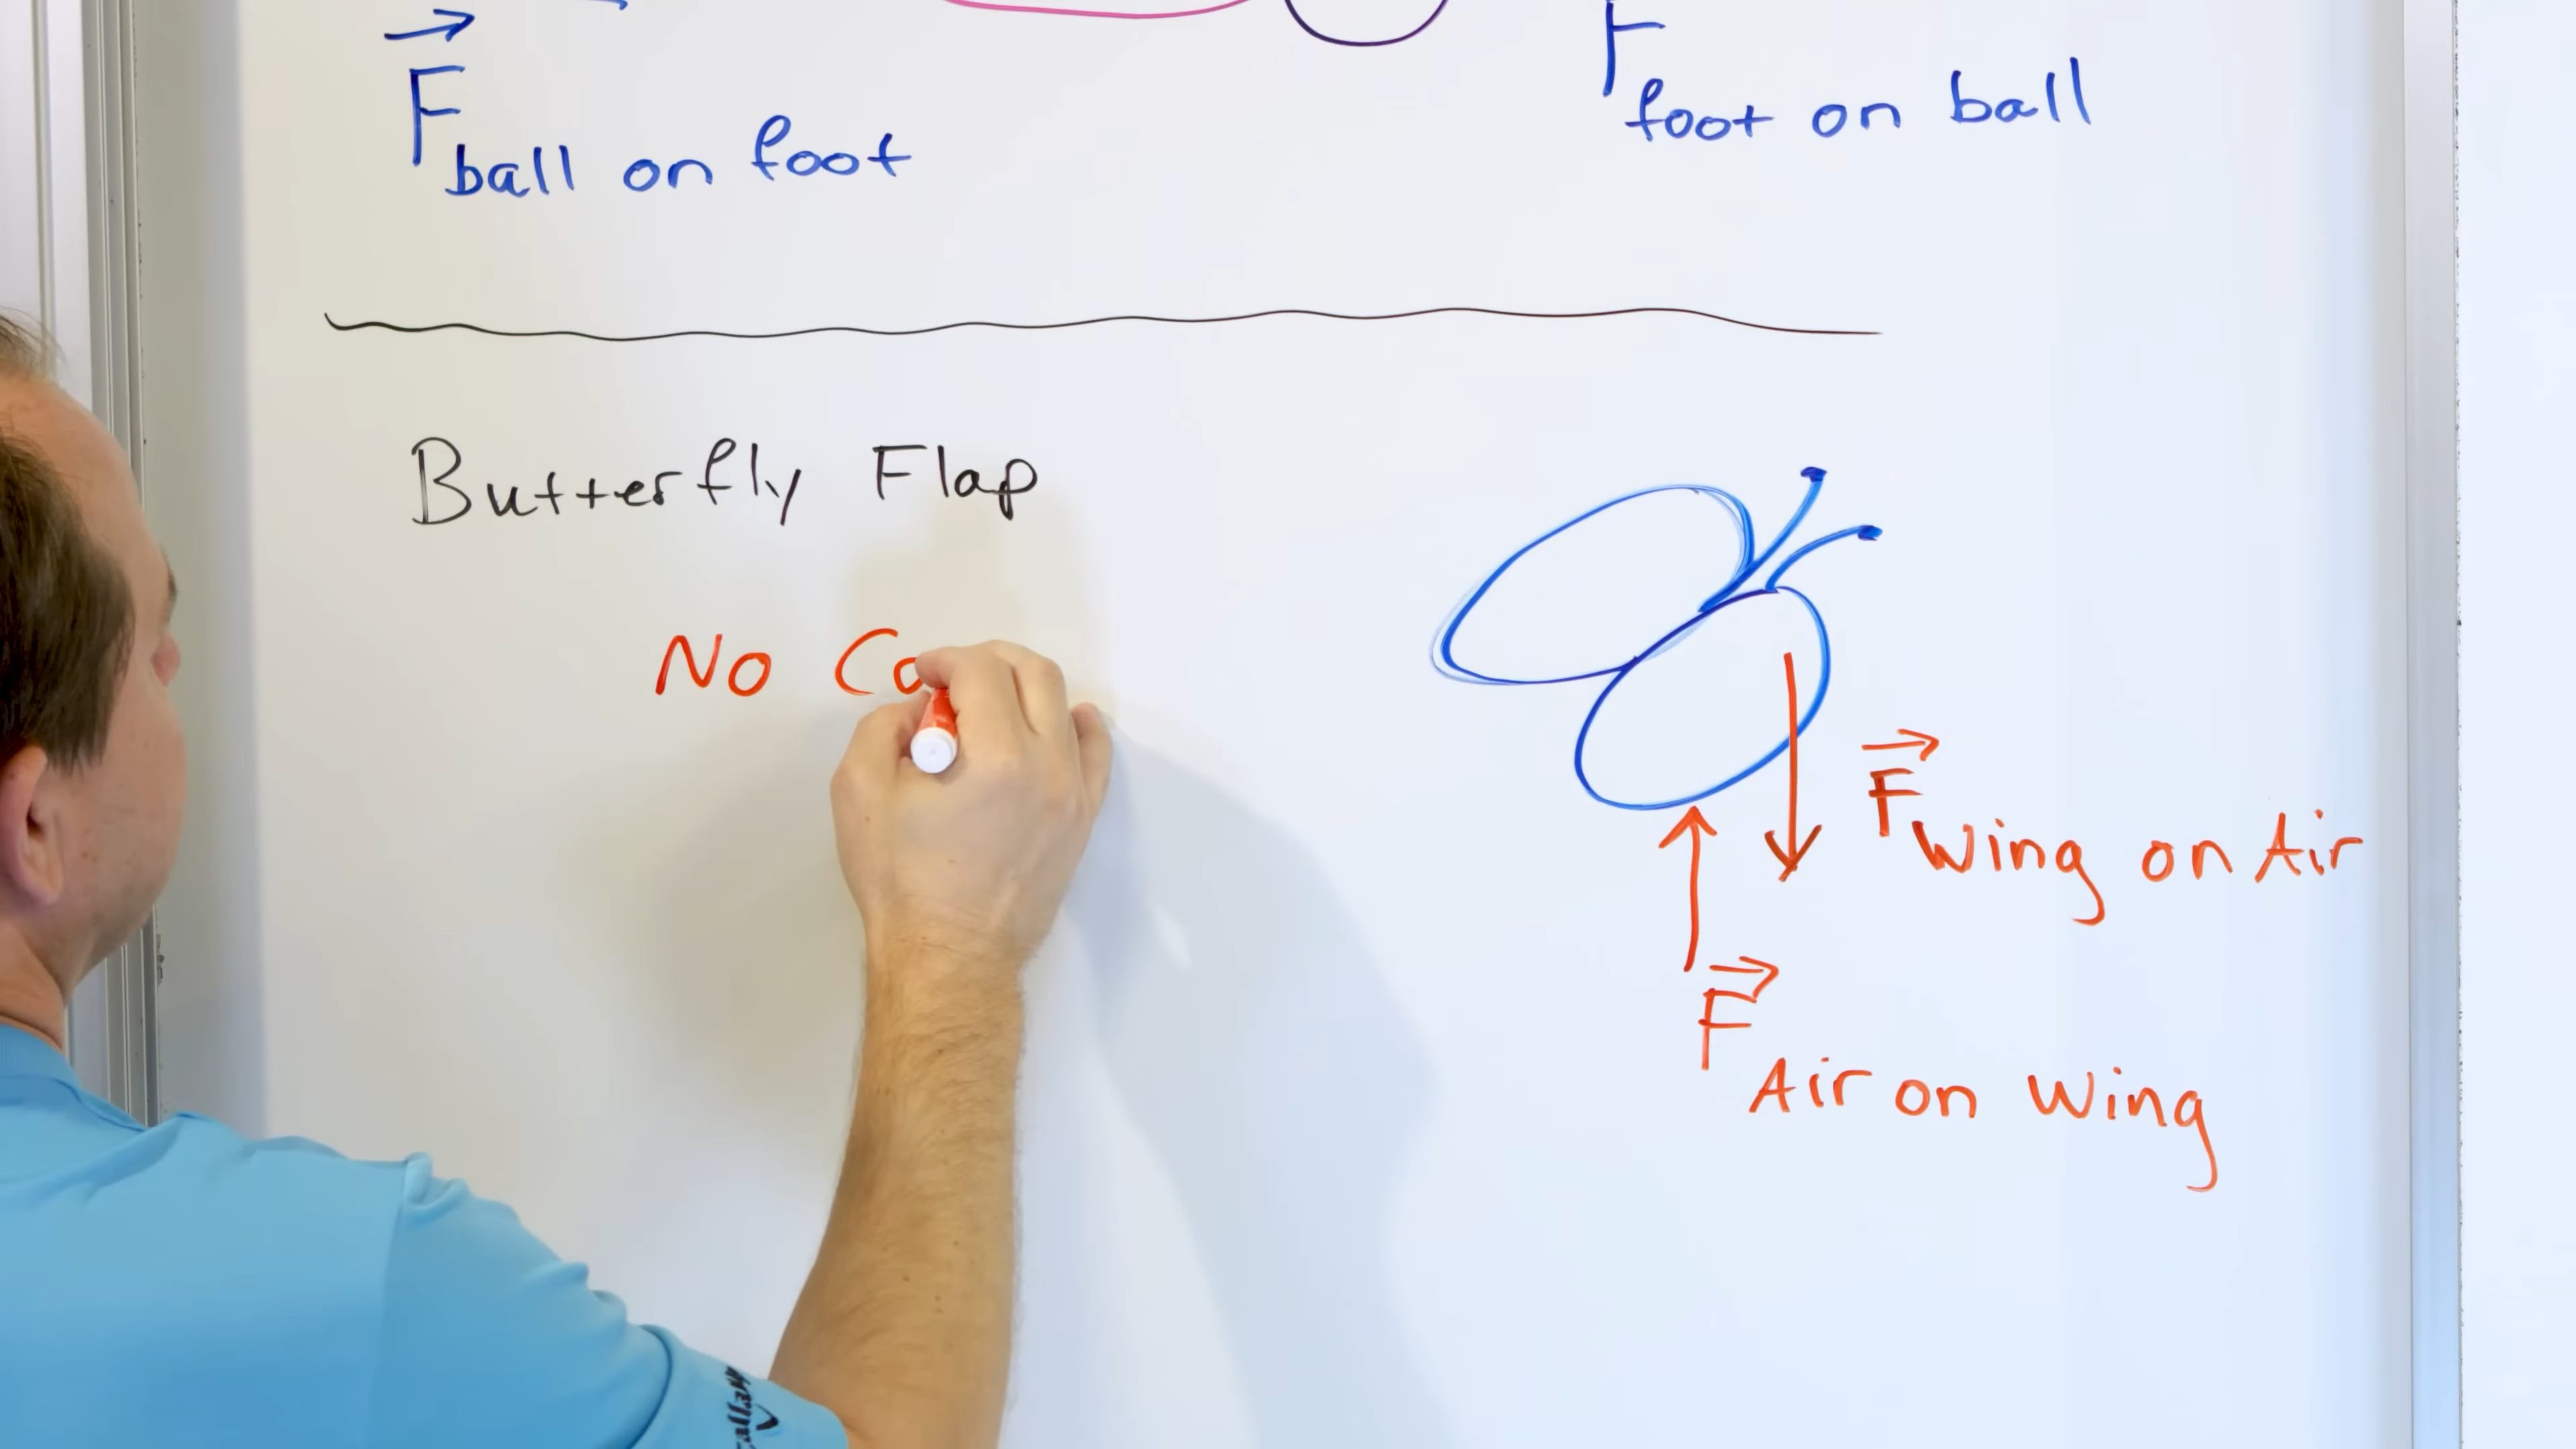 F ball on foot
F foot on ball
Butterfly Flap
No Co
F Wing on Air
F Air on Wing